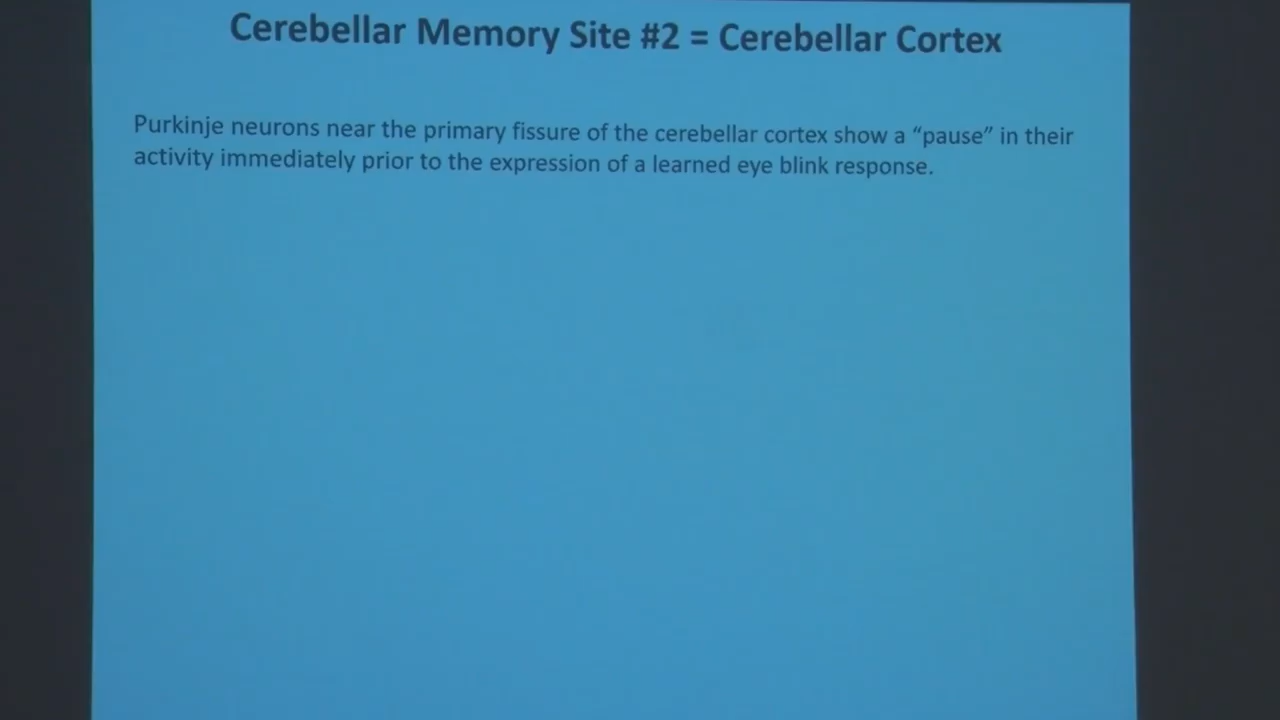 Cerebellar Memory Site #2 = Cerebellar Cortex
Purkinje neurons near the primary fissure of the cerebellar cortex show a “pause” in their
activity immediately prior to the expression of a learned eye blink response.